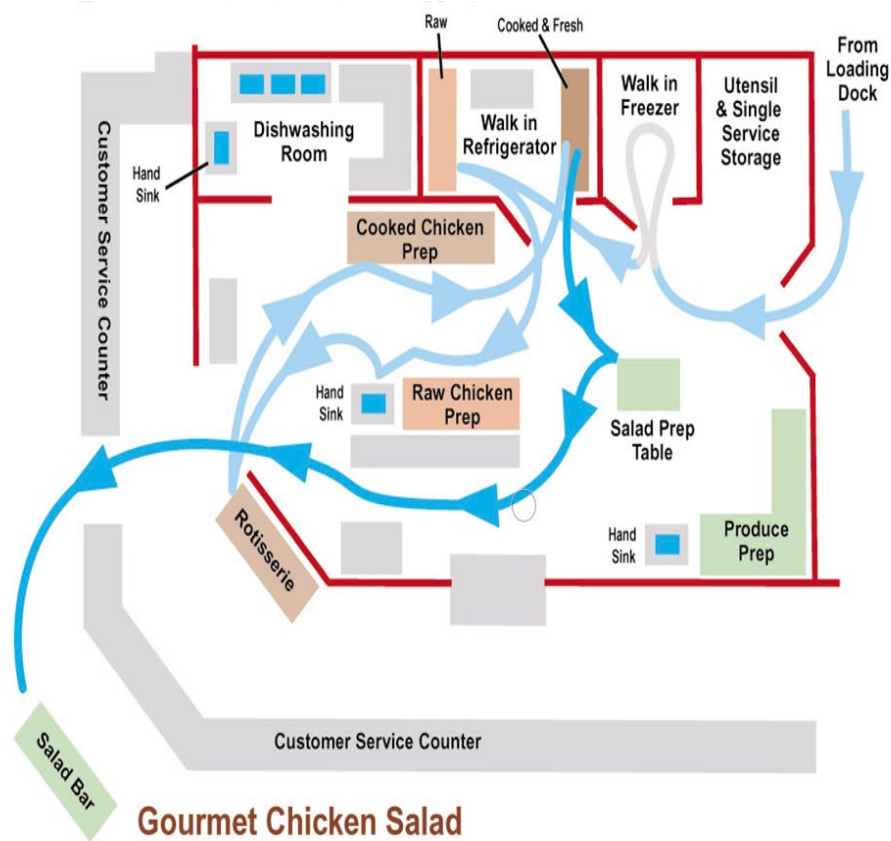 Raw
Cooked & Fresh
From
Loading
Dock
Walk in
Freezer
Utensil
& Single
Service
Storage
Walk in
Refrigerator
Dishwashing
Room
Hand
Sink
Customer Service Counter
Cooked Chicken
Prep
Hand
Sink
Raw Chicken
Prep
Salad Prep
Table
Rotisserie
Hand
Sink
Produce
Prep
Customer Service Counter
Salad Bar
Gourmet Chicken Salad